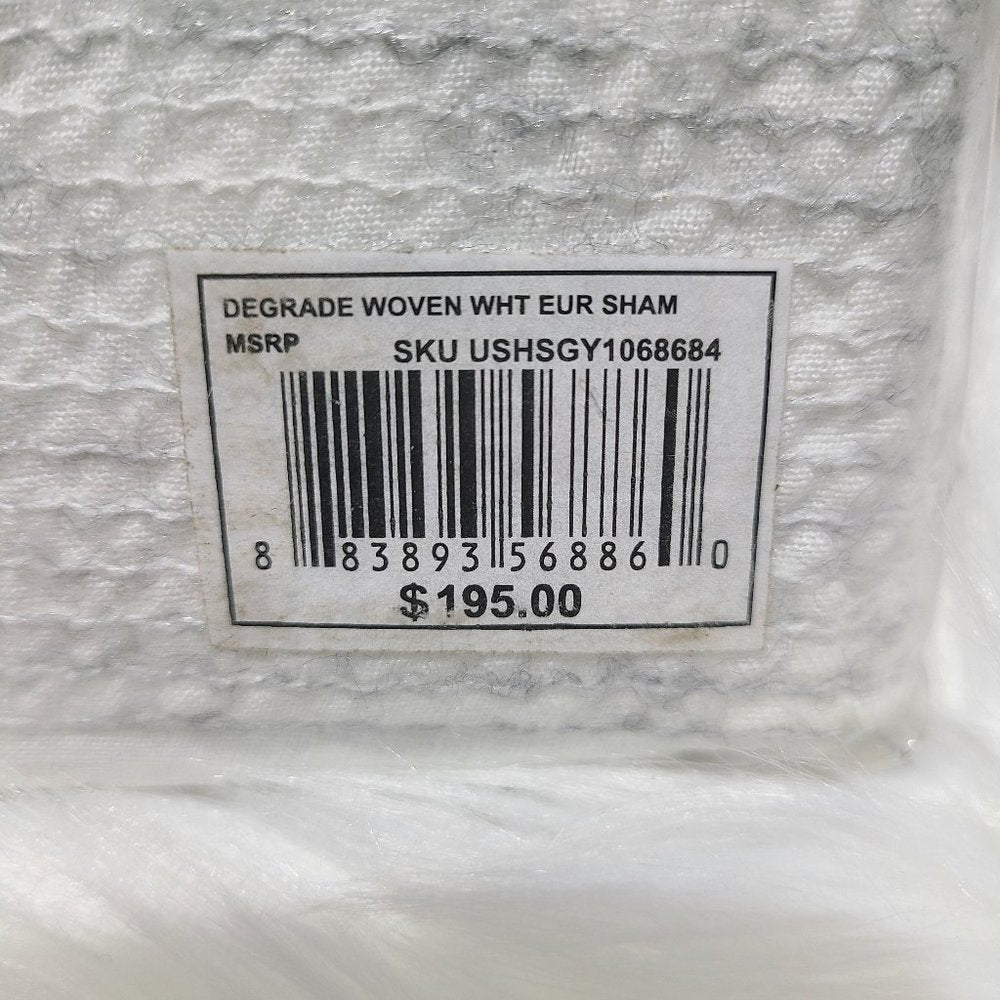 DEGRADE WOVEN WHT EUR SHAM
MSRP SKU USHSGY1068684
8 83893 56886 0
$195.00